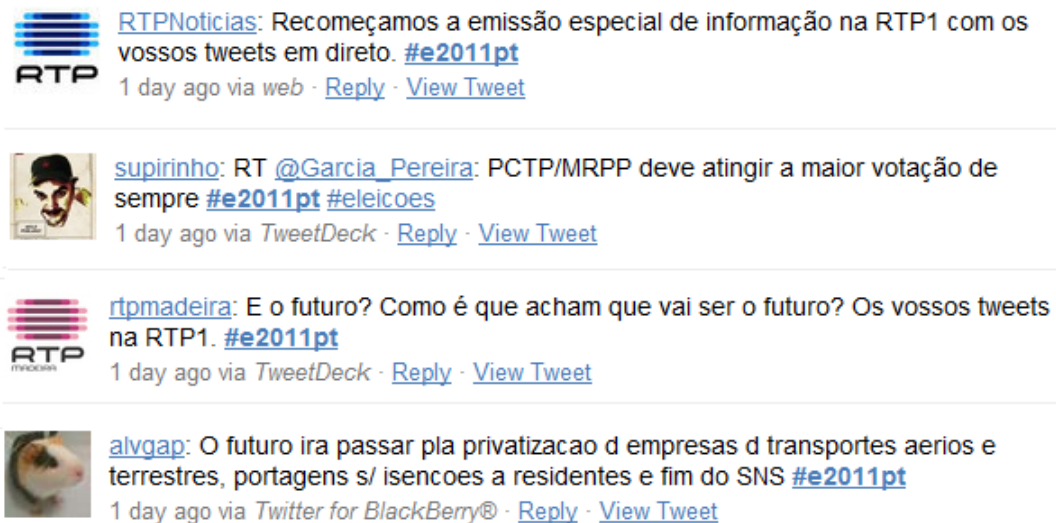 RTPNoticias: Recomeçamos a emissão especial de informação na RTP1 com os
vossos tweets em direto. #e2011pt
RTP
1 day ago via web · Reply · View Tweet
supirinho: RT @Garcia_Pereira: PCTP/MRPP deve atingir a maior votação de
sempre #e2011pt #eleicoes
1 day ago via TweetDeck · Reply · View Tweet
rtpmadeira: E o futuro? Como é que acham que vai ser o futuro? Os vossos tweets
na RTP1. #e2011pt
RTP
MADEIRA
1 day ago via TweetDeck · Reply · View Tweet
alvgap: O futuro ira passar pla privatizacao d empresas d transportes aerios e
terrestres, portagens s/ isencoes a residentes e fim do SNS #e2011pt
1 day ago via Twitter for BlackBerry® · Reply · View Tweet